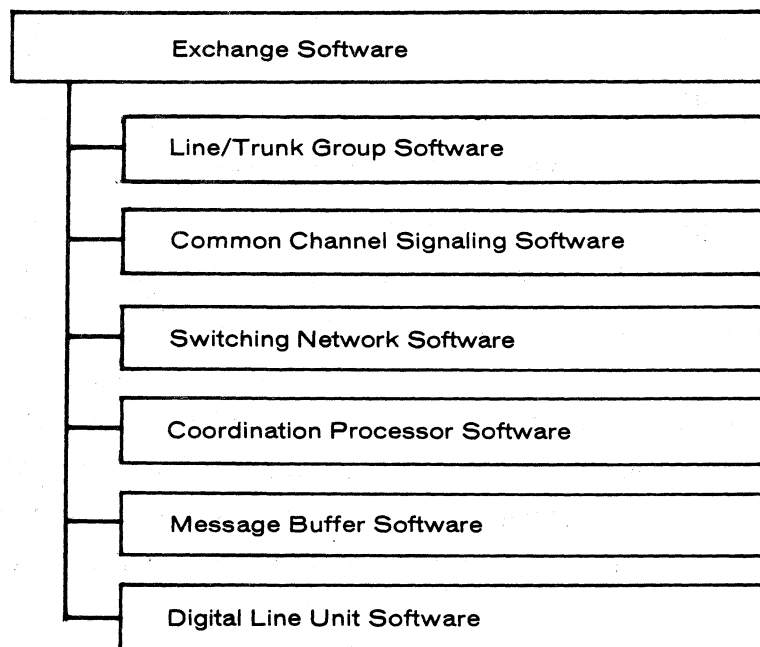 Exchange Software
Line/Trunk Group Software
Common Channel Signaling Software
Switching Network Software
Coordination Processor Software
Message Buffer Software
Digital Line Unit Software